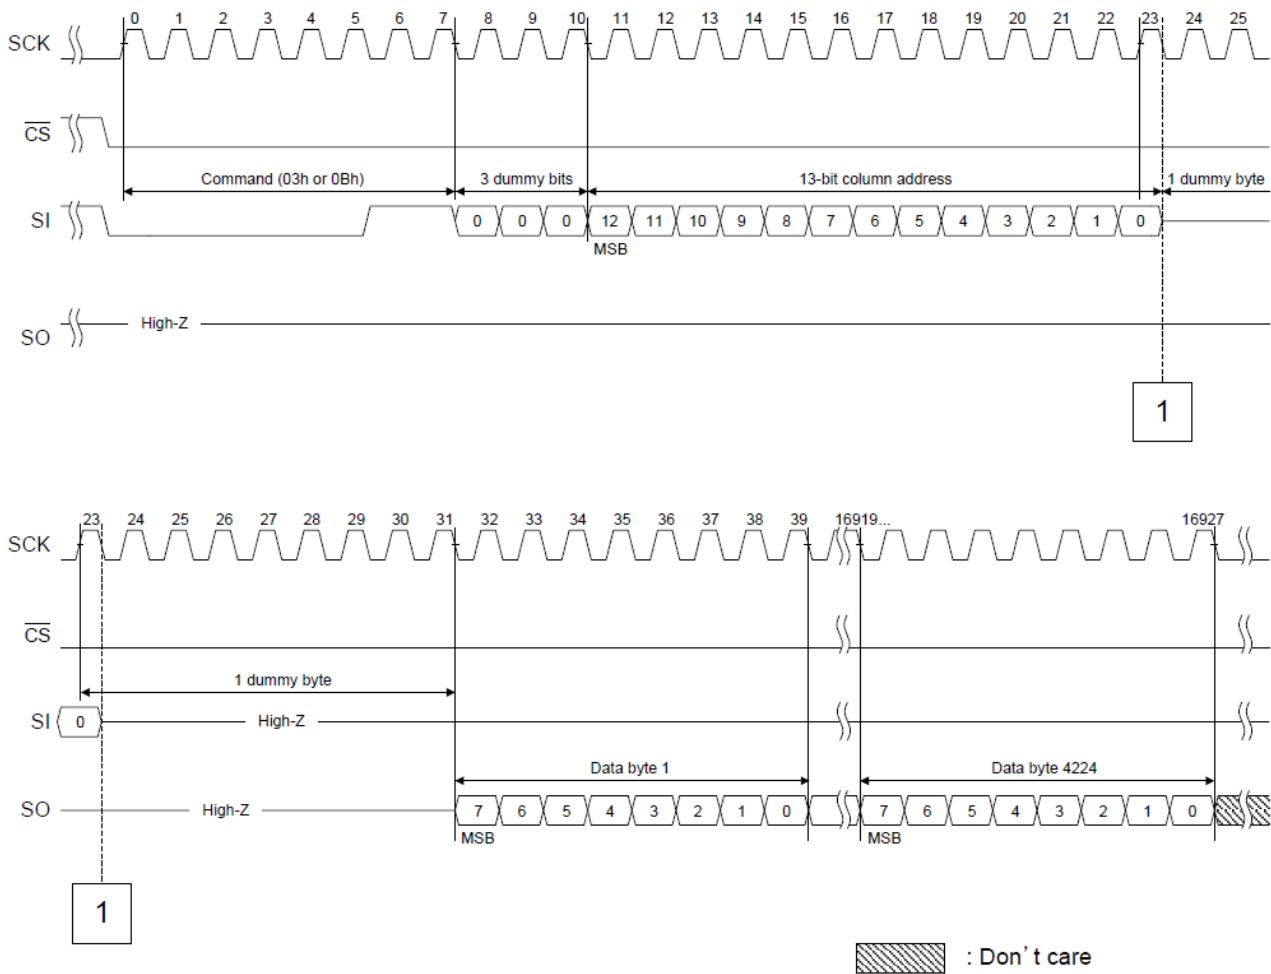 0 1 2 3 4 5 6 7 8 9 10 11 12 13 14 15 16 17 18 19 20 21 22 23 24 25
SCK
CS
Command (03h or 0Bh) 3 dummy bits 13-bit column address 1 dummy byte
SI 0 0 0 12 11 10 9 8 7 6 5 4 3 2 1 0
MSB
SO High-Z
1
23 24 25 26 27 28 29 30 31 32 33 34 35 36 37 38 39 16919... 16927
SCK
CS
1 dummy byte
SI 0 High-Z
Data byte 1 Data byte 4224
SO High-Z 7 6 5 4 3 2 1 0 7 6 5 4 3 2 1 0
MSB MSB
1
: Don't care